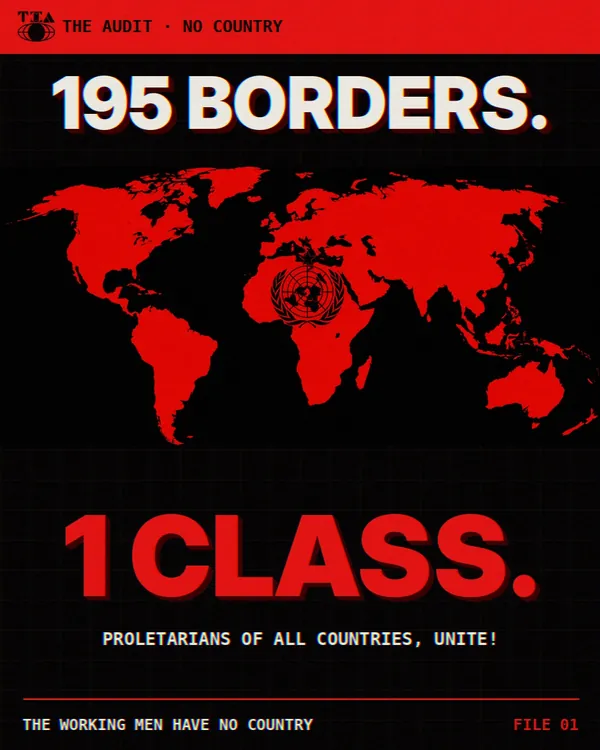 TTA
THE AUDIT · NO COUNTRY
195 BORDERS.
1 CLASS.
PROLETARIANS OF ALL COUNTRIES, UNITE!
THE WORKING MEN HAVE NO COUNTRY
FILE 01